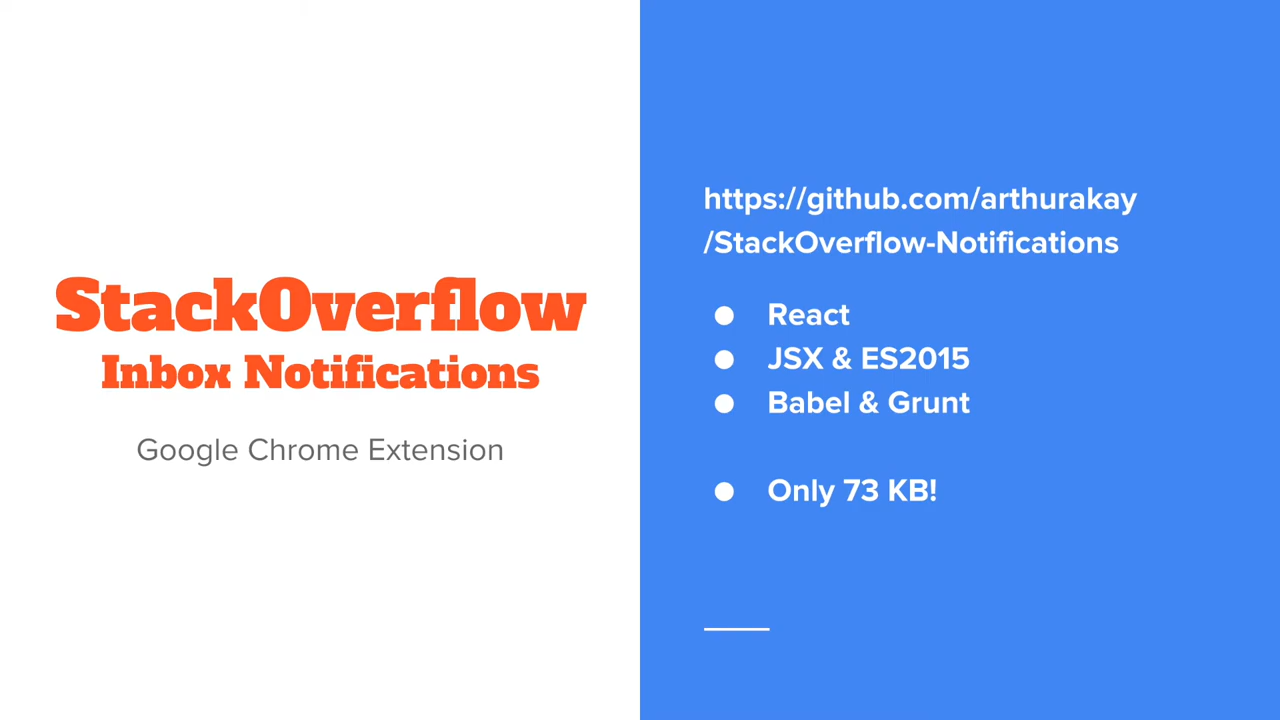 StackOverflow
Inbox Notifications
Google Chrome Extension
https://github.com/arthurakay
/StackOverflow-Notifications
● React
● JSX & ES2015
● Babel & Grunt
● Only 73 KB!